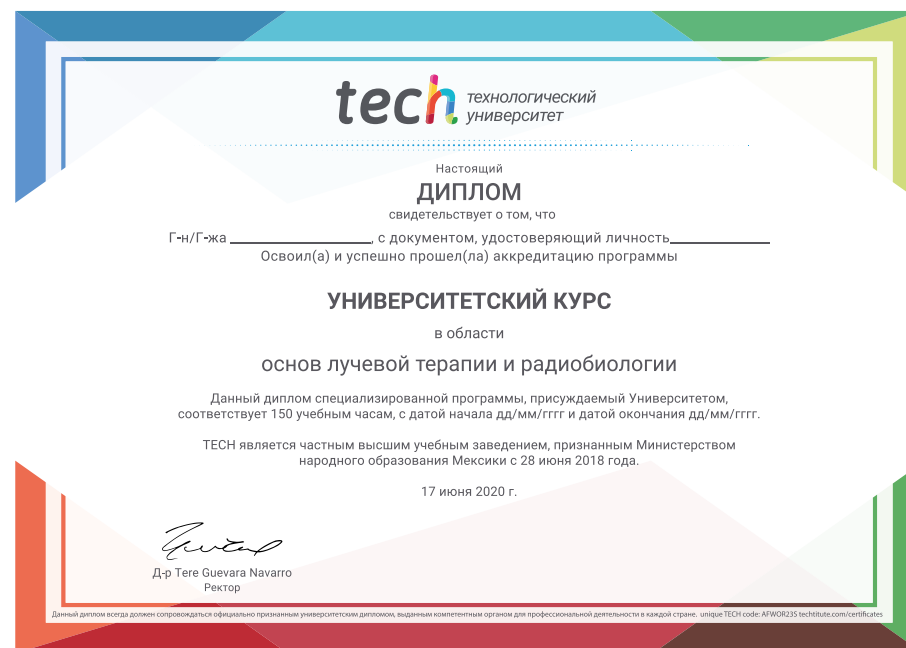 tech технологический
университет
Настоящий
ДИПЛОМ
свидетельствует о том, что
Г-н/Г-жа ____________________, с документом, удостоверяющий личность______________
Освоил(а) и успешно прошел(ла) аккредитацию программы
УНИВЕРСИТЕТСКИЙ КУРС
в области
основ лучевой терапии и радиобиологии
Данный диплом специализированной программы, присуждаемый Университетом,
соответствует 150 учебным часам, с датой начала дд/мм/гггг и датой окончания дд/мм/гггг.
TECH является частным высшим учебным заведением, признанным Министерством
народного образования Мексики с 28 июня 2018 года.
17 июня 2020 г.
Д-р Tere Guevara Navarro
Ректор
Данный диплом всегда должен сопровождаться официально признанным университетским дипломом, выданным компетентным органом для профессиональной деятельности в каждой стране. unique TECH code: AFWOR23S techtitute.com/certificates